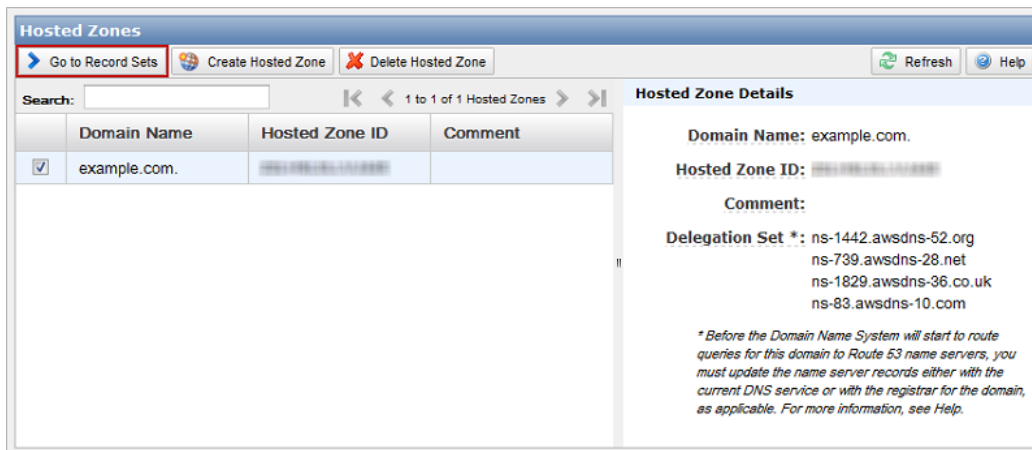 Hosted Zones
Go to Record Sets Create Hosted Zone Delete Hosted Zone Refresh Help
Search: 1 to 1 of 1 Hosted Zones
Domain Name Hosted Zone ID Comment
example.com.
Hosted Zone Details
Domain Name: example.com.
Hosted Zone ID:
Comment:
Delegation Set *: ns-1442.awsdns-52.org
ns-739.awsdns-28.net
ns-1829.awsdns-36.co.uk
ns-83.awsdns-10.com
* Before the Domain Name System will start to route
queries for this domain to Route 53 name servers, you
must update the name server records either with the
current DNS service or with the registrar for the domain,
as applicable. For more information, see Help.